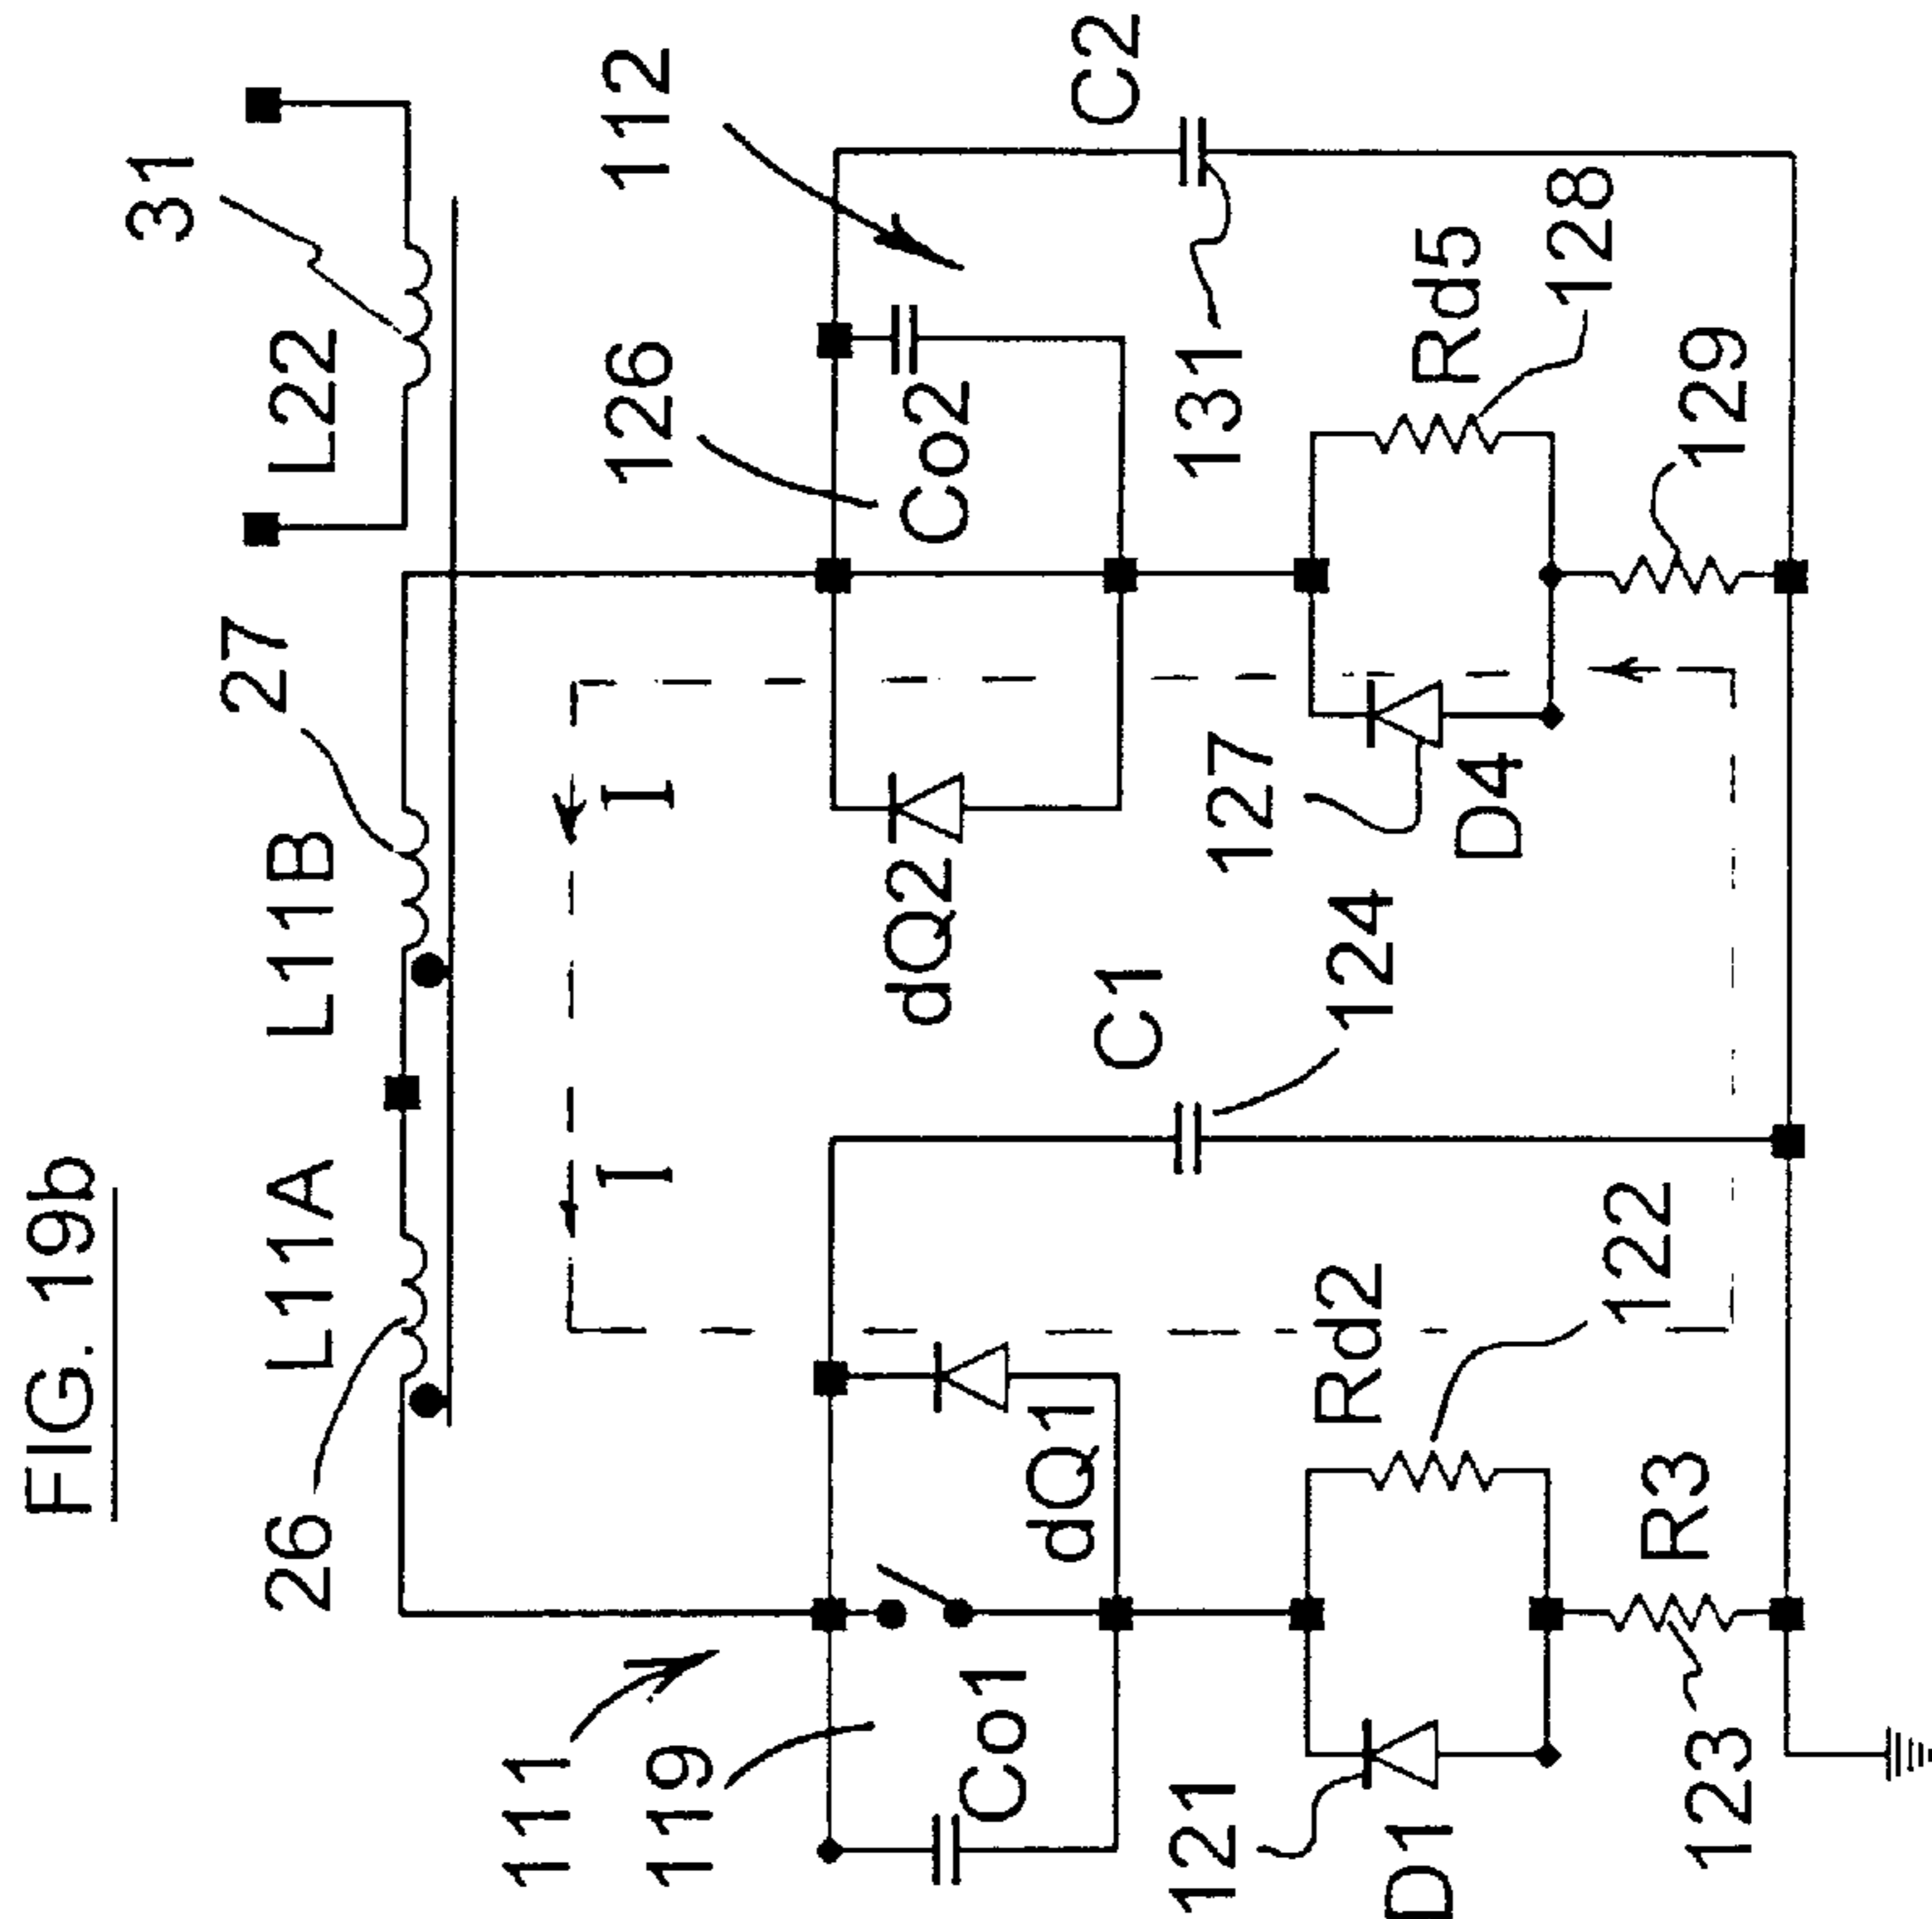 FIG. 19b
26
L11A
L11B
27
L22
31
111
119
Co1
I
I
126
112
Co2
dQ1
dQ2
C1
124
C2
131
121
D1
Rd2
122
127
D4
Rd5
128
R3
123
129